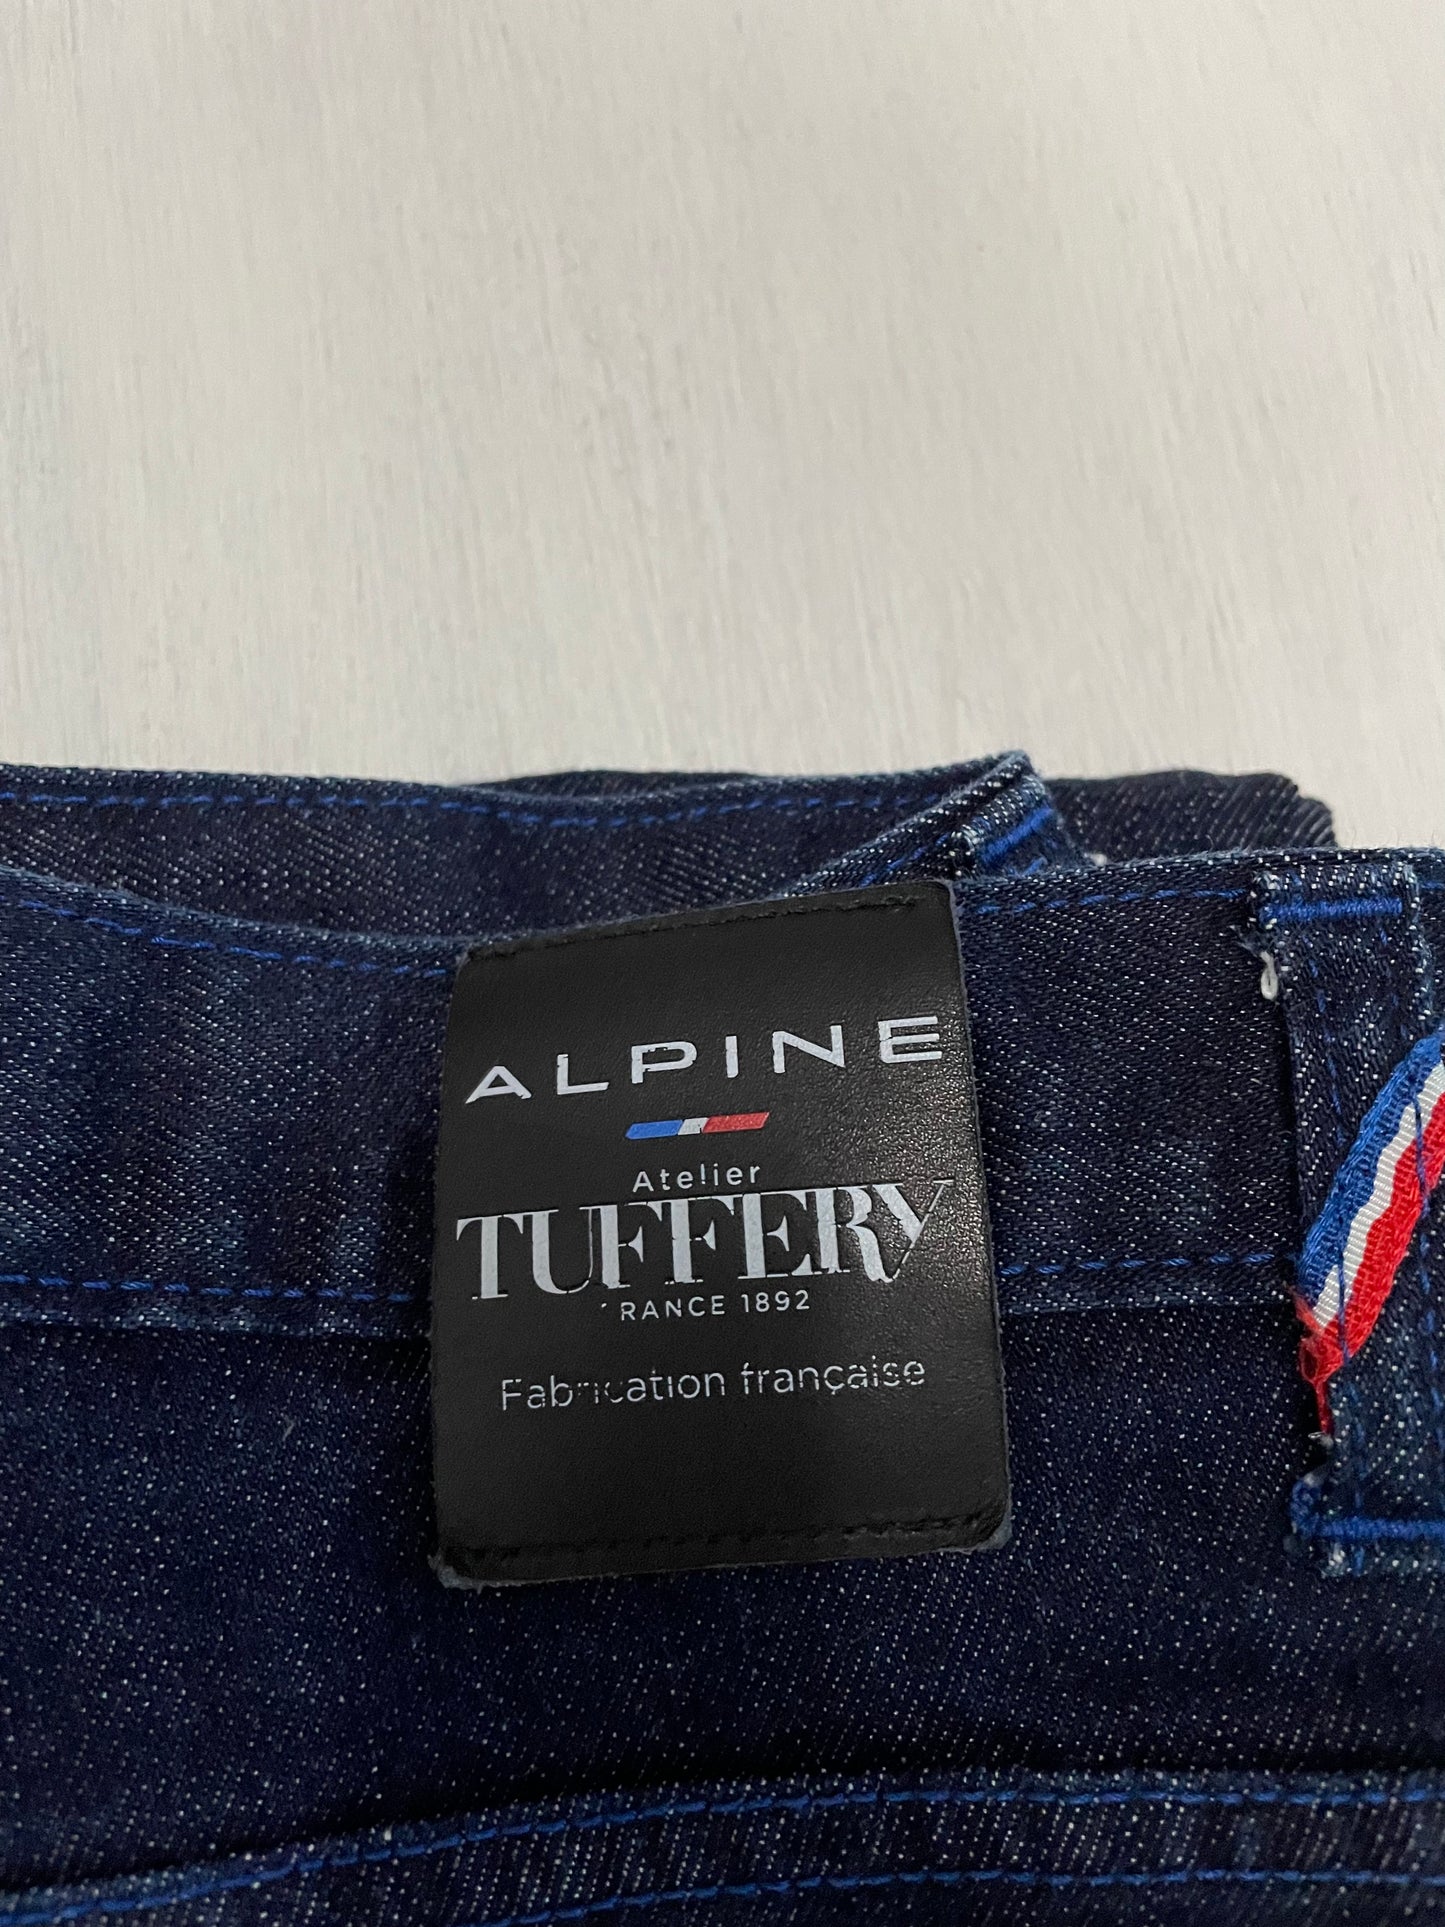 ALPINE
Atelier
TUFFERY
RANCE 1892
Fabrication française